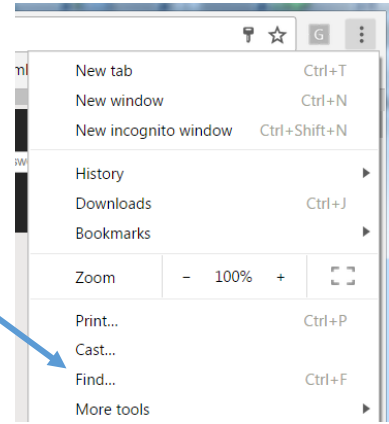 G
New tab Ctrl+T
New window Ctrl+N
New incognito window Ctrl+Shift+N
History
Downloads Ctrl+J
Bookmarks
Zoom - 100% +
Print... Ctrl+P
Cast...
Find... Ctrl+F
More tools